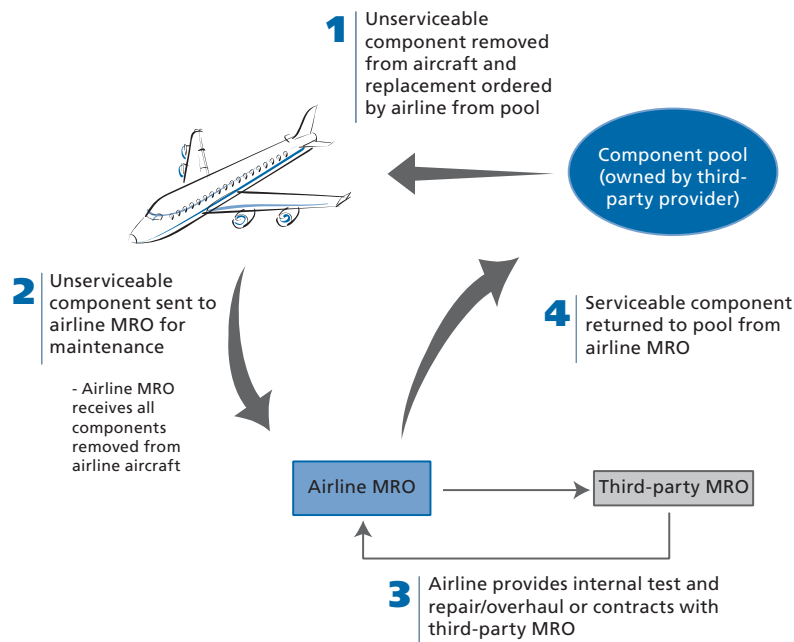 1
Unserviceable
component removed
from aircraft and
replacement ordered
by airline from pool
Component pool
(owned by third-
party provider)
2
Unserviceable
component sent to
airline MRO for
maintenance
- Airline MRO
receives all
components
removed from
airline aircraft
4
Serviceable component
returned to pool from
airline MRO
Airline MRO
Third-party MRO
3
Airline provides internal test and
repair/overhaul or contracts with
third-party MRO